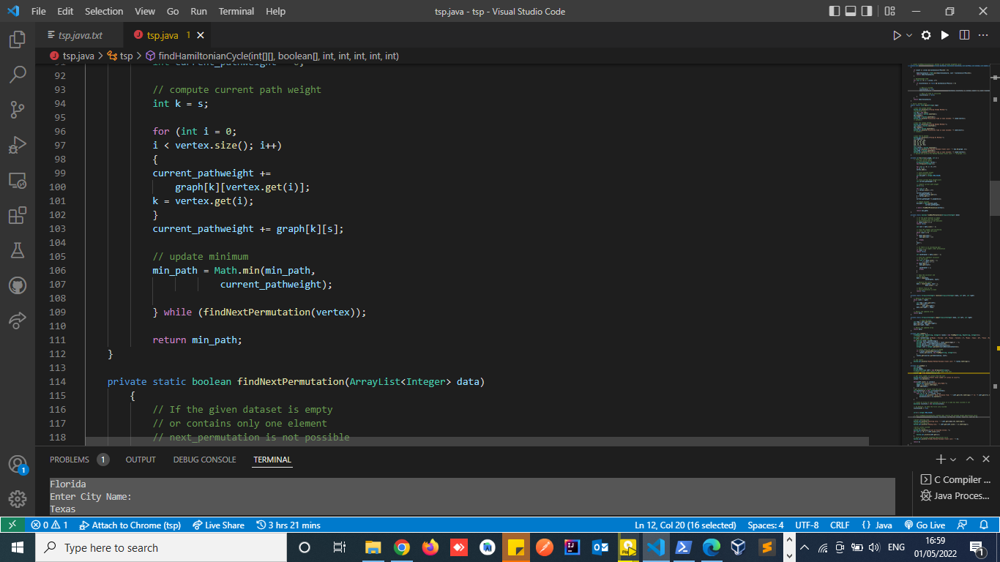 File Edit Selection View Go Run Terminal Help
tsp.java - tsp - Visual Studio Code
tsp.java.txt
tsp.java 1
tsp.java > tsp > findHamiltonianCycle(int[][], boolean[], int, int, int, int, int)
92
93 // compute current path weight
94 int k = s;
95
96 for (int i = 0;
97 i < vertex.size(); i++)
98 {
99 current_pathweight +=
100 graph[k][vertex.get(i)];
101 k = vertex.get(i);
102 }
103 current_pathweight += graph[k][s];
104
105 // update minimum
106 min_path = Math.min(min_path,
107 current_pathweight);
108
109 } while (findNextPermutation(vertex));
110
111 return min_path;
112 }
113
114 private static boolean findNextPermutation(ArrayList<Integer> data)
115 {
116 // If the given dataset is empty
117 // or contains only one element
118 // next_permutation is not possible
PROBLEMS 1 OUTPUT DEBUG CONSOLE TERMINAL
Florida
Enter City Name:
Texas
C Compiler ...
Java Proces...
1
0 1 Attach to Chrome (tsp) Live Share 3 hrs 21 mins Ln 12, Col 20 (16 selected) Spaces: 4 UTF-8 CRLF {} Java Go Live
Type here to search
ENG
16:59
01/05/2022
1